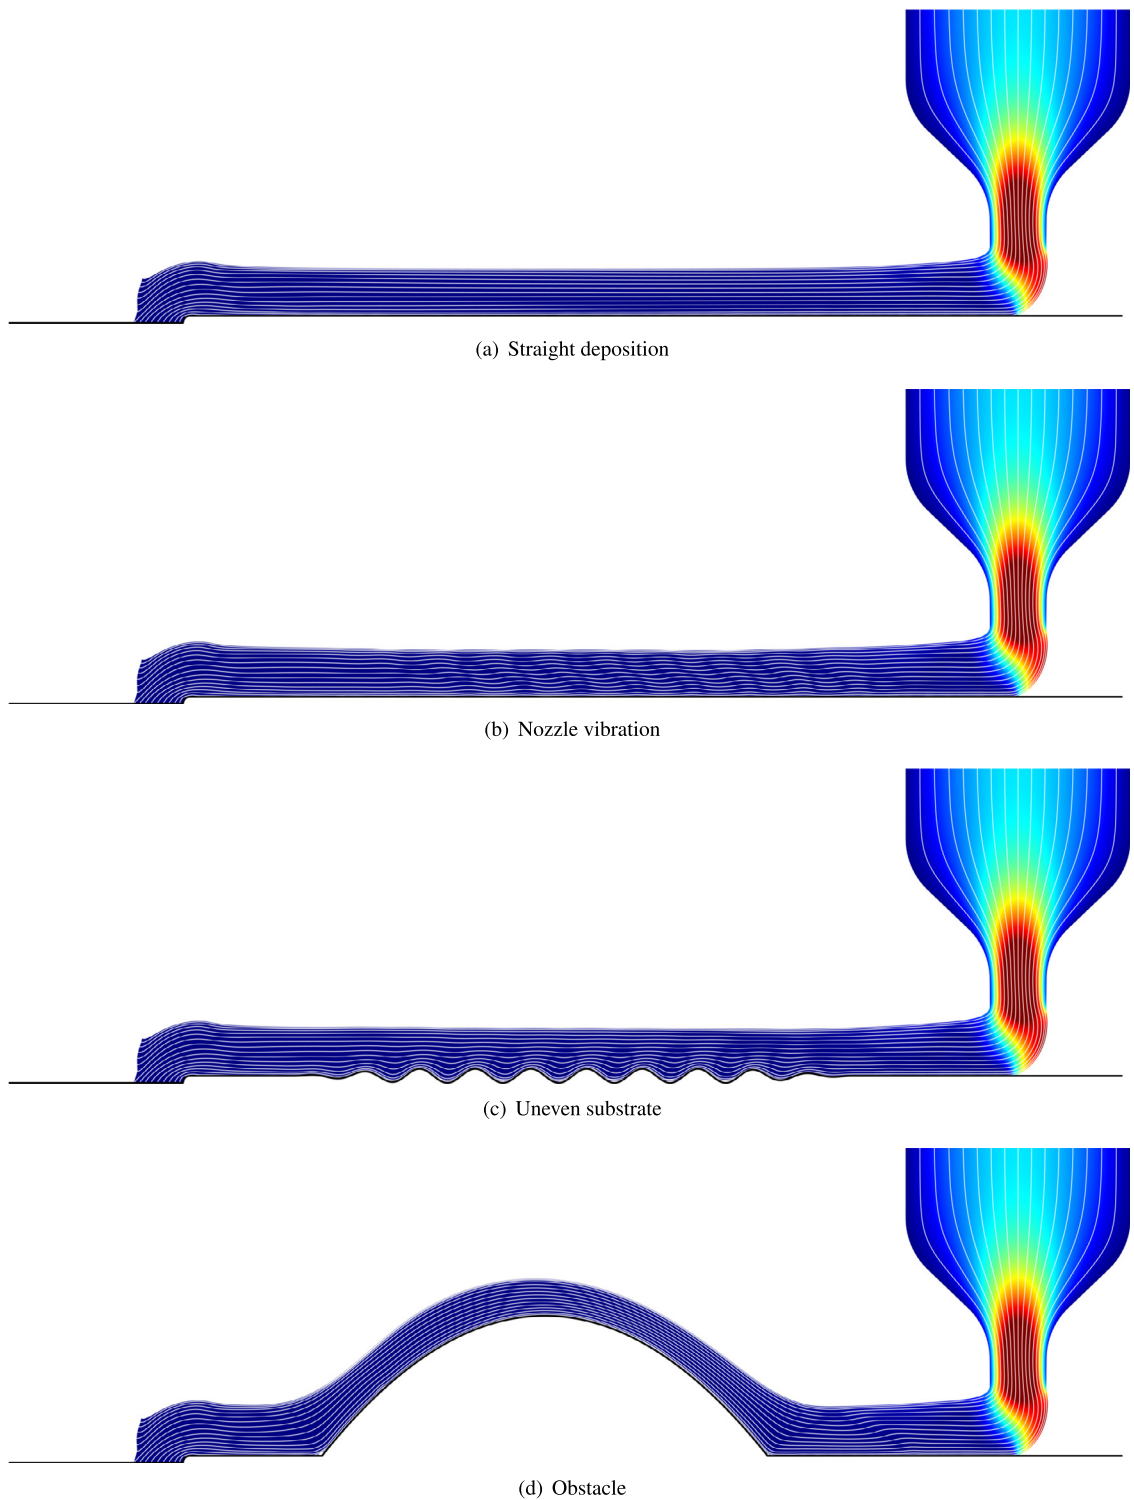 (a) Straight deposition
(b) Nozzle vibration
(c) Uneven substrate
(d) Obstacle